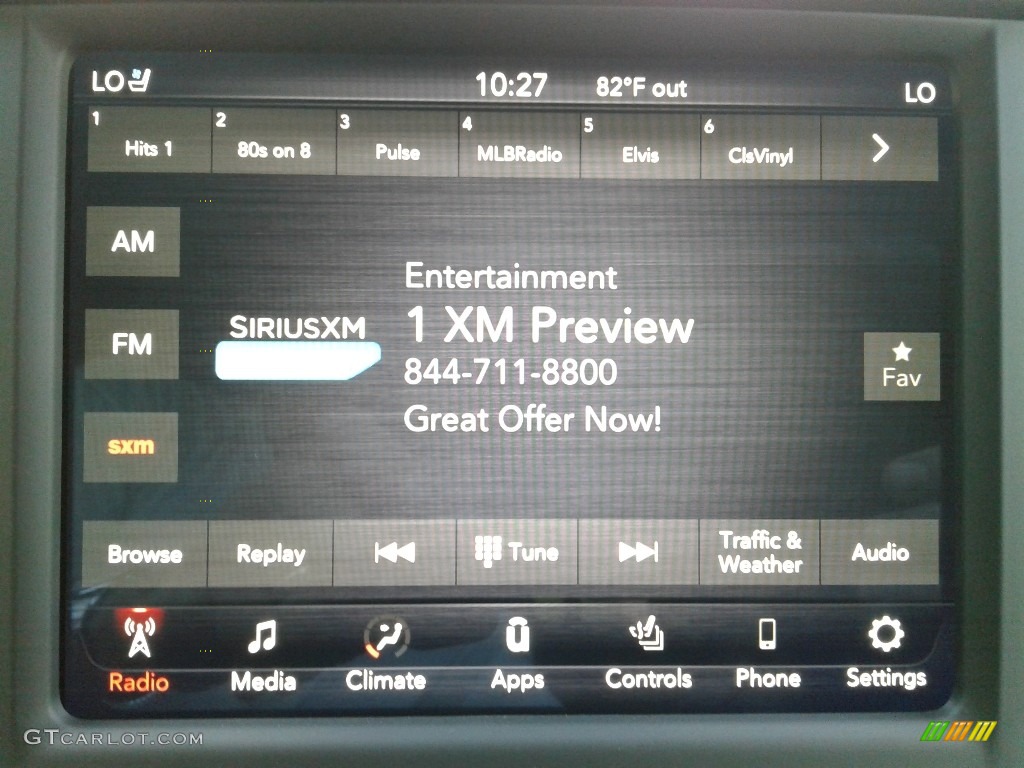 LO 10:27 82°F out LO
1 2 3 4 5 6
Hits 1 80s on 8 Pulse MLBRadio Elvis ClsVinyl
AM
Entertainment
SIRIUSXM 1 XM Preview
FM
844-711-8800
Fav
Great Offer Now!
sxm
Browse Replay Tune Traffic & Weather Audio
Radio Media Climate Apps Controls Phone Settings
GTCARLOT.COM